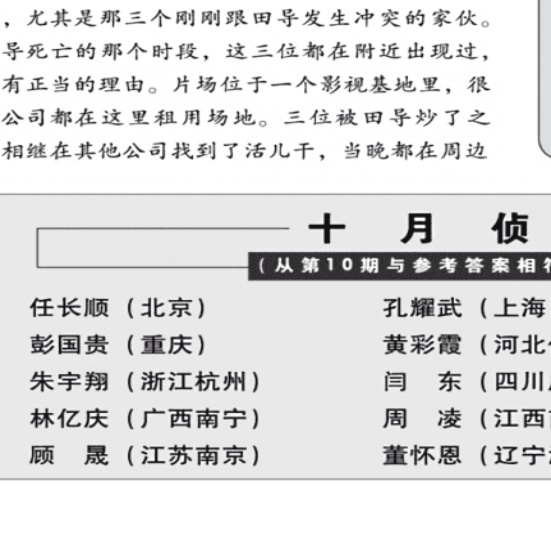 ，尤其是那三个刚刚跟田导发生冲突的家伙。
导死亡的那个时段，这三位都在附近出现过，
有正当的理由。片场位于一个影视基地里，很
公司都在这里租用场地。三位被田导炒了之
相继在其他公司找到了活儿干，当晚都在周边
十月侦
（从第10期与参考答案相符
任长顺（北京） 孔耀武（上海
彭国贵（重庆） 黄彩霞（河北
朱宇翔（浙江杭州） 闫 东（四川
林亿庆（广西南宁） 周 凌（江西
顾 晟（江苏南京） 董怀恩（辽宁